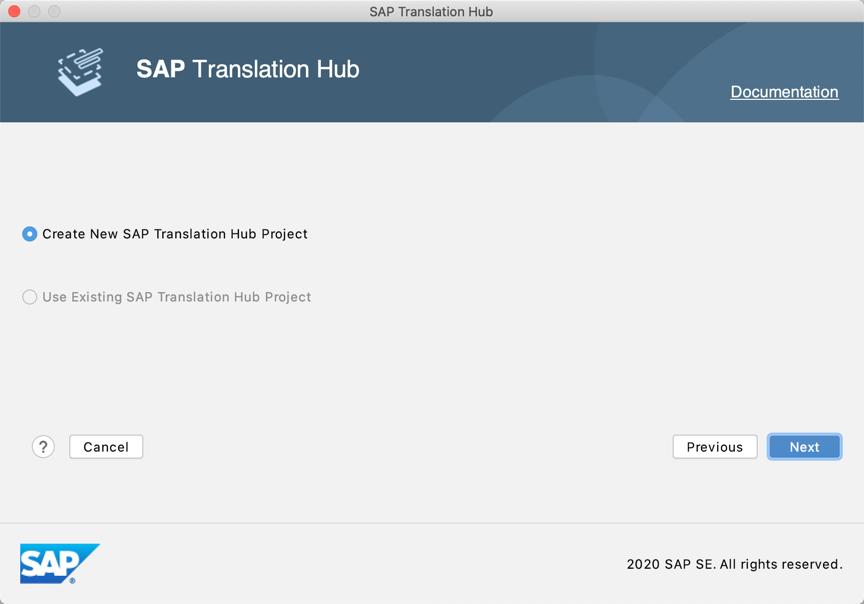 SAP Translation Hub
SAP Translation Hub
Documentation
Create New SAP Translation Hub Project
Use Existing SAP Translation Hub Project
? Cancel Previous Next
SAP ®
2020 SAP SE. All rights reserved.